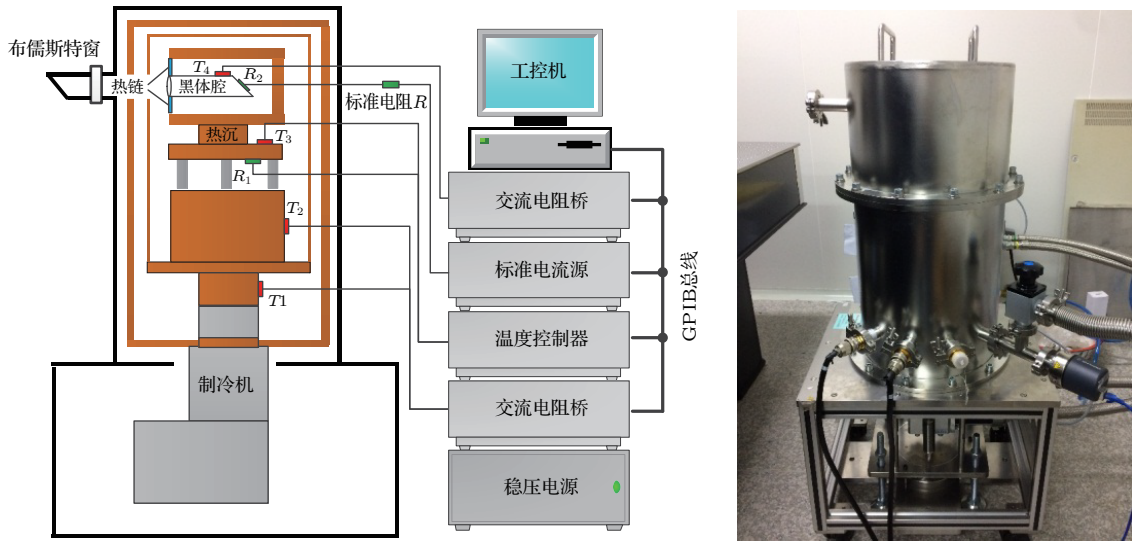 布儒斯特窗
热链
T4
R2
黑体腔
标准电阻R
热沉
T3
R1
T2
T1
制冷机
工控机
交流电阻桥
标准电流源
温度控制器
交流电阻桥
稳压电源
GPIB总线